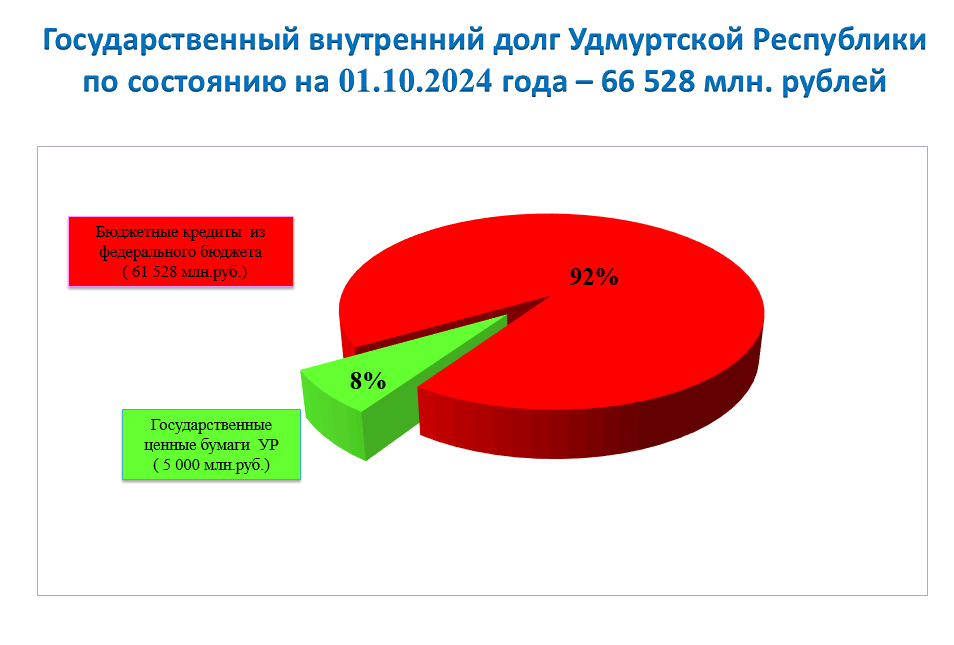 Государственный внутренний долг Удмуртской Республики
по состоянию на 01.10.2024 года – 66 528 млн. рублей
Бюджетные кредиты из
федерального бюджета
( 61 528 млн.руб.)
92%
8%
Государственные
ценные бумаги УР
( 5 000 млн.руб.)